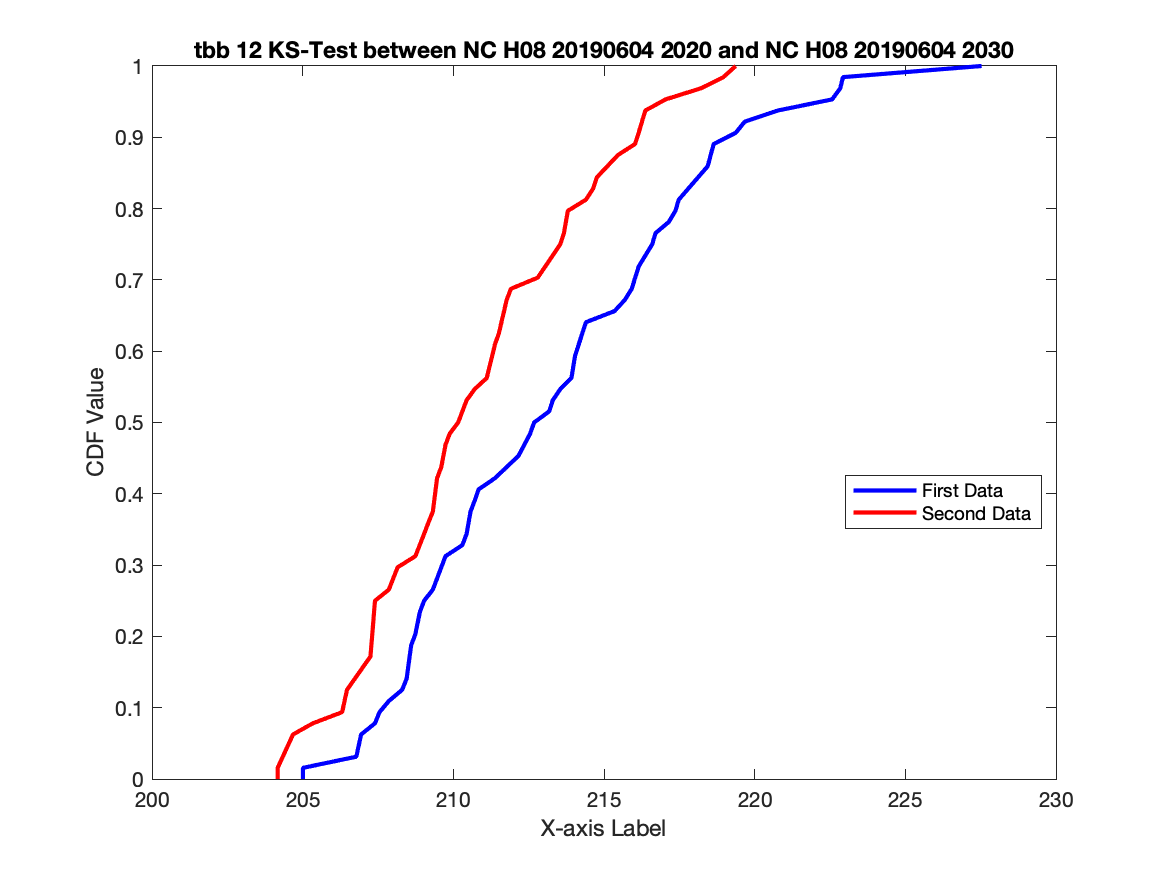 tbb 12 KS-Test between NC H08 20190604 2020 and NC H08 20190604 2030
1
0.9
0.8
0.7
0.6
0.5
0.4
0.3
0.2
0.1
0
CDF Value
First Data
Second Data
200 205 210 215 220 225 230
X-axis Label